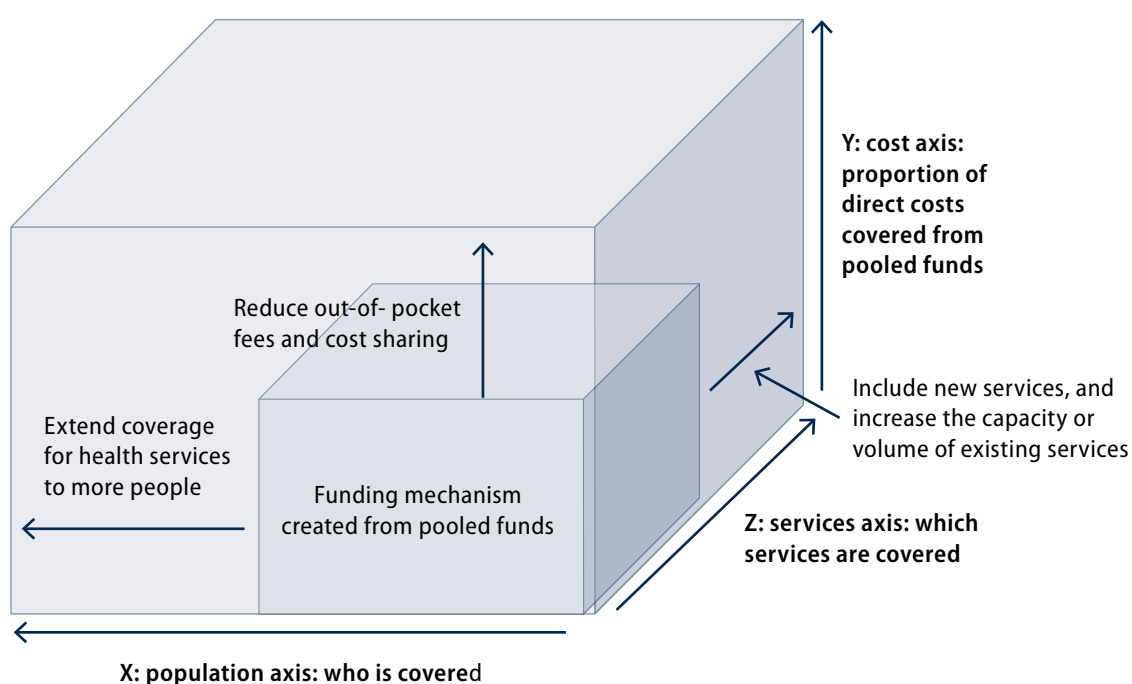 Y: cost axis:
proportion of
direct costs
covered from
pooled funds
Reduce out-of- pocket
fees and cost sharing
Include new services, and
increase the capacity or
volume of existing services
Extend coverage
for health services
to more people
Funding mechanism
created from pooled funds
Z: services axis: which
services are covered
X: population axis: who is covered